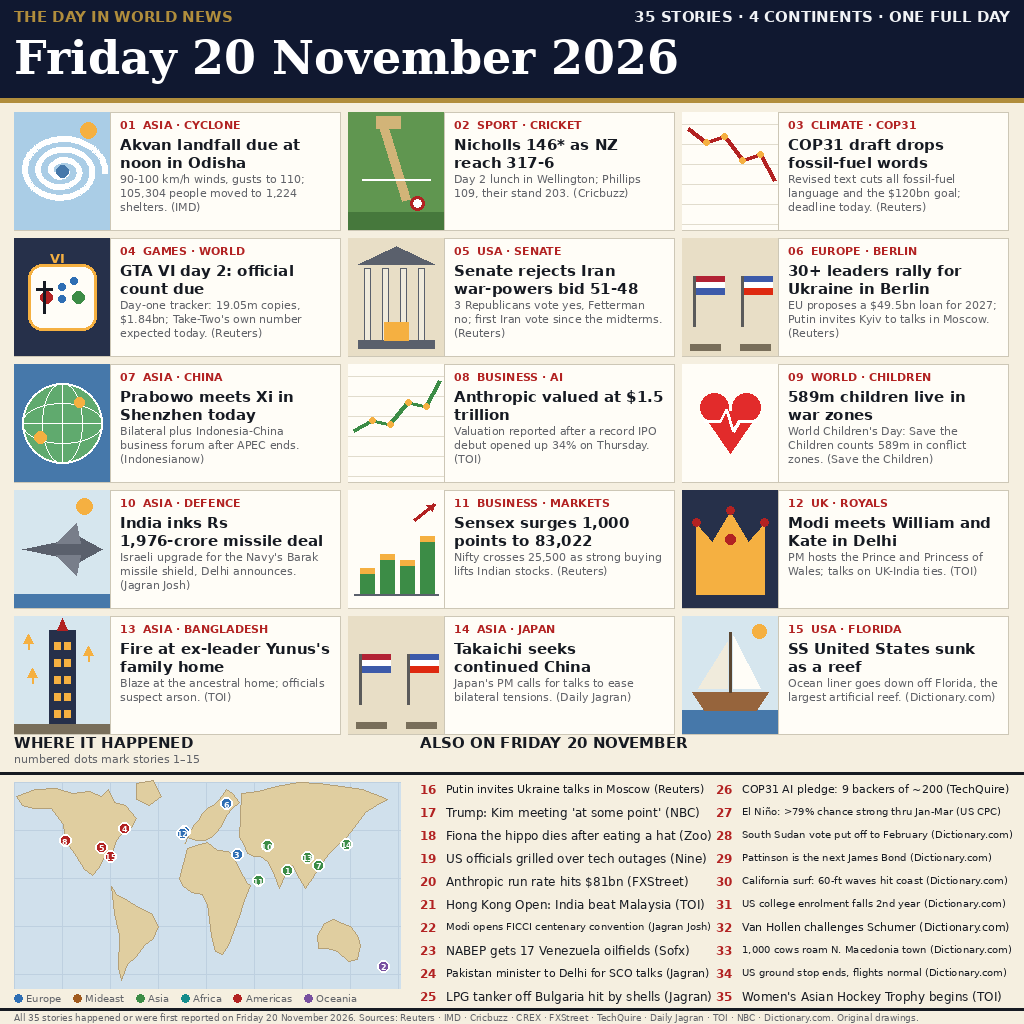 THE DAY IN WORLD NEWS
35 STORIES · 4 CONTINENTS · ONE FULL DAY
Friday 20 November 2026
01 ASIA · CYCLONE
Akvan landfall due at
noon in Odisha
90-100 km/h winds, gusts to 110;
105,304 people moved to 1,224
shelters. (IMD)
02 SPORT · CRICKET
Nicholls 146* as NZ
reach 317-6
Day 2 lunch in Wellington; Phillips
109, their stand 203. (Cricbuzz)
03 CLIMATE · COP31
COP31 draft drops
fossil-fuel words
Revised text cuts all fossil-fuel
language and the $120bn goal;
deadline today. (Reuters)
VI
04 GAMES · WORLD
GTA VI day 2: official
count due
Day-one tracker: 19.05m copies,
$1.84bn; Take-Two's own number
expected today. (Reuters)
05 USA · SENATE
Senate rejects Iran
war-powers bid 51-48
3 Republicans vote yes, Fetterman
no; first Iran vote since the midterms.
(Reuters)
06 EUROPE · BERLIN
30+ leaders rally for
Ukraine in Berlin
EU proposes a $49.5bn loan for 2027;
Putin invites Kyiv to talks in Moscow.
(Reuters)
07 ASIA · CHINA
Prabowo meets Xi in
Shenzhen today
Bilateral plus Indonesia-China
business forum after APEC ends.
(Indonesianow)
08 BUSINESS · AI
Anthropic valued at $1.5
trillion
Valuation reported after a record IPO
debut opened up 34% on Thursday.
(TOI)
09 WORLD · CHILDREN
589m children live in
war zones
World Children's Day: Save the
Children counts 589m in conflict
zones. (Save the Children)
10 ASIA · DEFENCE
India inks Rs
1,976-crore missile deal
Israeli upgrade for the Navy's Barak
missile shield, Delhi announces.
(Jagran Josh)
11 BUSINESS · MARKETS
Sensex surges 1,000
points to 83,022
Nifty crosses 25,500 as strong buying
lifts Indian stocks. (Reuters)
12 UK · ROYALS
Modi meets William and
Kate in Delhi
PM hosts the Prince and Princess of
Wales; talks on UK-India ties. (TOI)
13 ASIA · BANGLADESH
Fire at ex-leader Yunus's
family home
Blaze at the ancestral home; officials
suspect arson. (TOI)
14 ASIA · JAPAN
Takaichi seeks
continued China
Japan's PM calls for talks to ease
bilateral tensions. (Daily Jagran)
15 USA · FLORIDA
SS United States sunk
as a reef
Ocean liner goes down off Florida, the
largest artificial reef. (Dictionary.com)
WHERE IT HAPPENED
numbered dots mark stories 1–15
6
4
12
8
5
15
3
10
13
14
7
1
11
2
Europe Mideast Asia Africa Americas Oceania
ALSO ON FRIDAY 20 NOVEMBER
16 Putin invites Ukraine talks in Moscow (Reuters)
17 Trump: Kim meeting 'at some point' (NBC)
18 Fiona the hippo dies after eating a hat (Zoo)
19 US officials grilled over tech outages (Nine)
20 Anthropic run rate hits $81bn (FXStreet)
21 Hong Kong Open: India beat Malaysia (TOI)
22 Modi opens FICCI centenary convention (Jagran Josh)
23 NABEP gets 17 Venezuela oilfields (Sofx)
24 Pakistan minister to Delhi for SCO talks (Jagran)
25 LPG tanker off Bulgaria hit by shells (Jagran)
26 COP31 AI pledge: 9 backers of ~200 (TechQuire)
27 El Niño: >79% chance strong thru Jan-Mar (US CPC)
28 South Sudan vote put off to February (Dictionary.com)
29 Pattinson is the next James Bond (Dictionary.com)
30 California surf: 60-ft waves hit coast (Dictionary.com)
31 US college enrolment falls 2nd year (Dictionary.com)
32 Van Hollen challenges Schumer (Dictionary.com)
33 1,000 cows roam N. Macedonia town (Dictionary.com)
34 US ground stop ends, flights normal (Dictionary.com)
35 Women's Asian Hockey Trophy begins (TOI)
All 35 stories happened or were first reported on Friday 20 November 2026. Sources: Reuters · IMD · Cricbuzz · CREX · FXStreet · TechQuire · Daily Jagran · TOI · NBC · Dictionary.com. Original drawings.